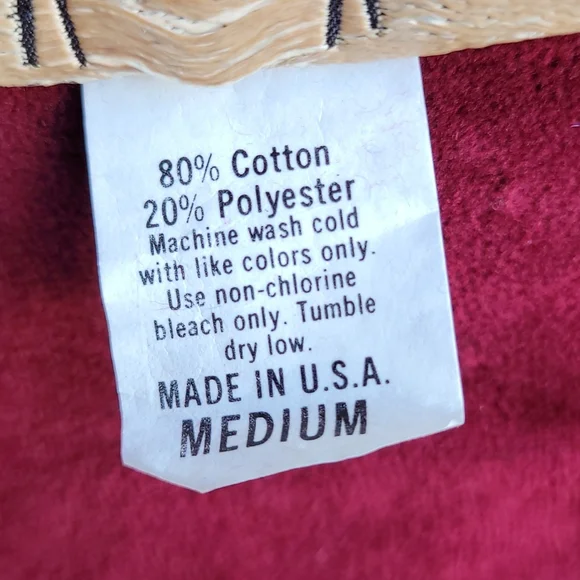 80% Cotton
20% Polyester
Machine wash cold
with like colors only.
Use non-chlorine
bleach only. Tumble
dry low.
MADE IN U.S.A.
MEDIUM